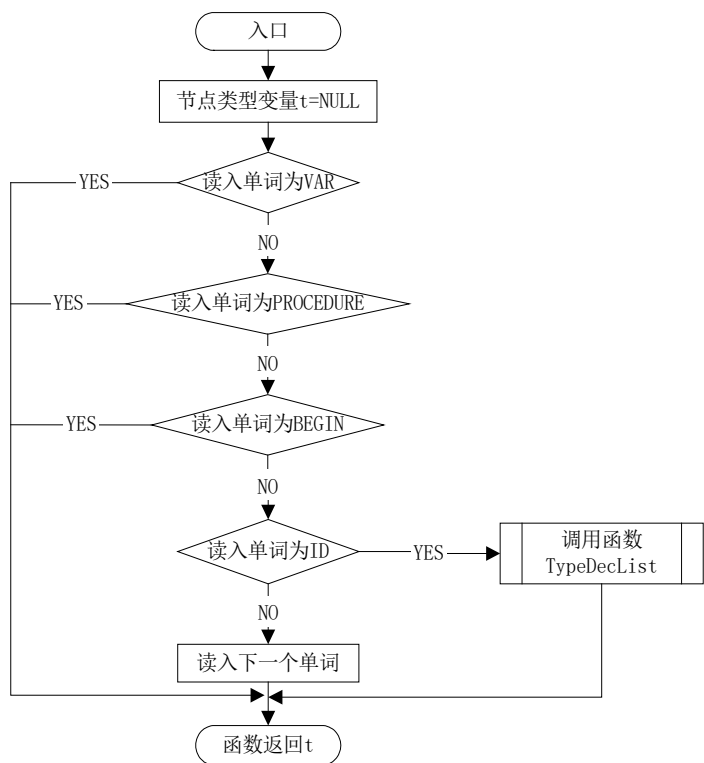 入口
节点类型变量t=NULL
读入单词为VAR
YES
NO
读入单词为PROCEDURE
YES
NO
读入单词为BEGIN
YES
NO
读入单词为ID
YES
调用函数
TypeDecList
NO
读入下一个单词
函数返回t